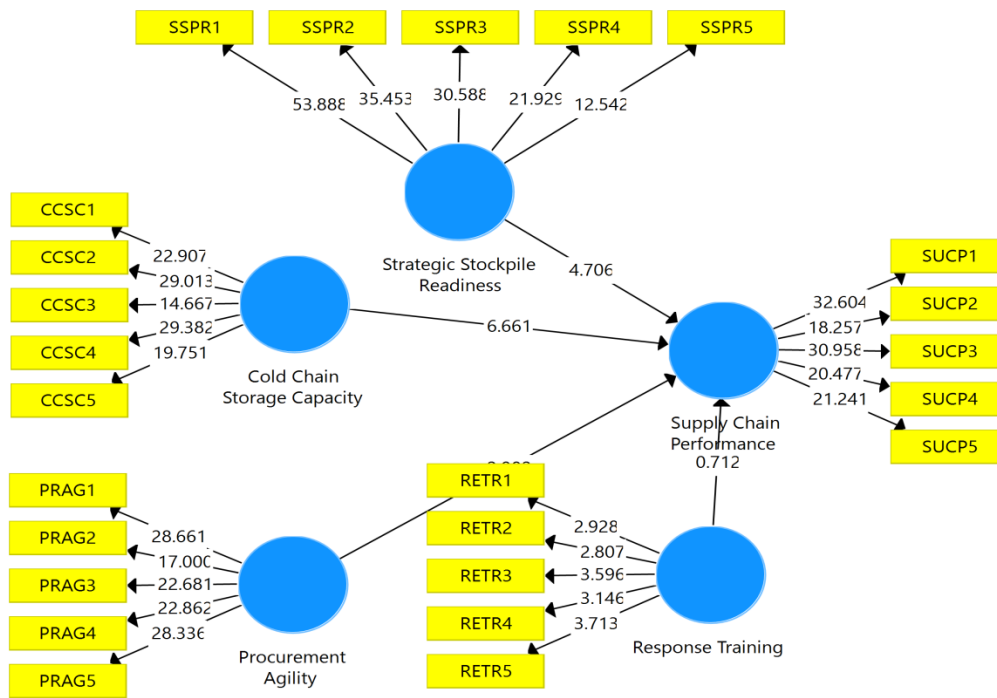 SSPR1
SSPR2
SSPR3
SSPR4
SSPR5
53.888
35.453
30.588
21.929
12.542
Strategic Stockpile
Readiness
4.706
CCSC1
CCSC2
CCSC3
CCSC4
CCSC5
22.907
29.013
14.667
29.382
19.751
Cold Chain
Storage Capacity
6.661
SUCP1
SUCP2
SUCP3
SUCP4
SUCP5
32.604
18.257
30.958
20.477
21.241
Supply Chain
Performance
0.712
PRAG1
PRAG2
PRAG3
PRAG4
PRAG5
28.661
17.000
22.681
22.862
28.336
Procurement
Agility
RETR1
RETR2
RETR3
RETR4
RETR5
2.928
2.807
3.596
3.146
3.713
Response Training